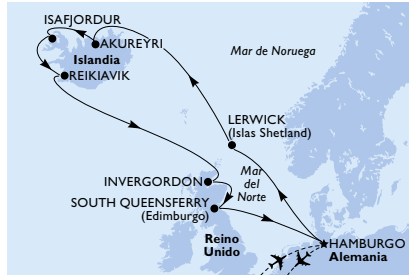 ISAFJORDUR
AKUREYRI
Islandia
REIKIAVIK
Mar de Noruega
LERWICK
(Islas Shetland)
Mar
del
Norte
INVERGORDON
SOUTH QUEENSFERRY
(Edimburgo)
Reino
Unido
HAMBURGO
Alemania